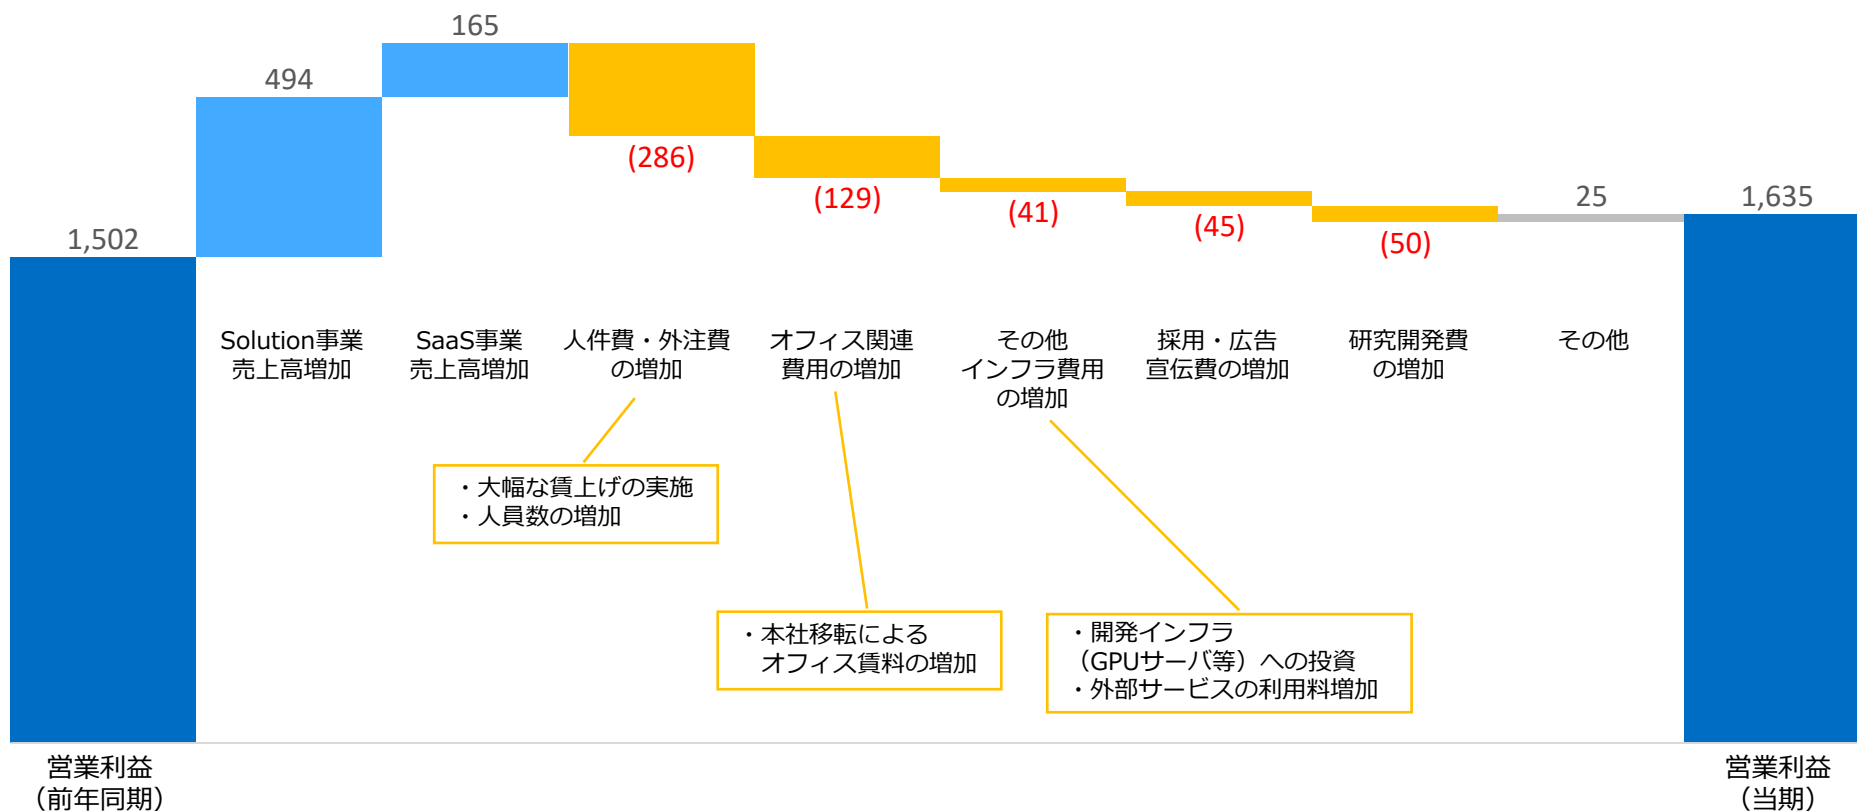 165
494
(286)
(129)
(41)
(45)
(50)
25
1,635
1,502
Solution事業
売上高増加
SaaS事業
売上高増加
人件費・外注費
の増加
オフィス関連
費用の増加
その他
インフラ費用
の増加
採用・広告
宣伝費の増加
研究開発費
の増加
その他
・大幅な賃上げの実施
・人員数の増加
・本社移転による
オフィス賃料の増加
・開発インフラ
（GPUサーバ等）への投資
・外部サービスの利用料増加
営業利益
（前年同期）
営業利益
（当期）